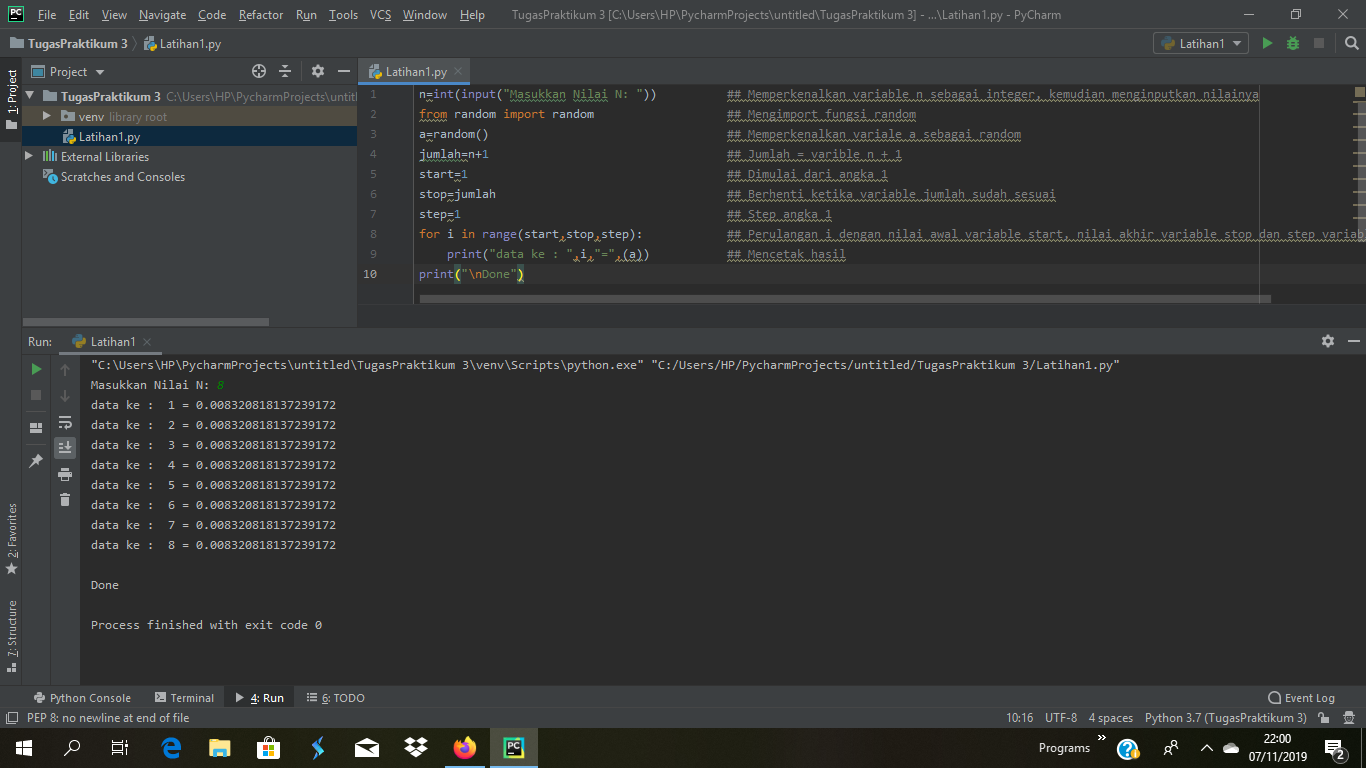 File Edit View Navigate Code Refactor Run Tools VCS Window Help TugasPraktikum 3 [C:\Users\HP\PycharmProjects\untitled\TugasPraktikum 3] - ...\Latihan1.py - PyCharm
TugasPraktikum 3 Latihan1.py Latihan1
1: Project
Project
TugasPraktikum 3 C:\Users\HP\PycharmProjects\untitl
venv library root
Latihan1.py
External Libraries
Scratches and Consoles
Latihan1.py
1 n=int(input("Masukkan Nilai N: ")) ## Memperkenalkan variable n sebagai integer, kemudian menginputkan nilainya
2 from random import random ## Mengimport fungsi random
3 a=random() ## Memperkenalkan variale a sebagai random
4 jumlah=n+1 ## Jumlah = varible n + 1
5 start=1 ## Dimulai dari angka 1
6 stop=jumlah ## Berhenti ketika variable jumlah sudah sesuai
7 step=1 ## Step angka 1
8 for i in range(start,stop,step): ## Perulangan i dengan nilai awal variable start, nilai akhir variable stop dan step variab
9 print("data ke : ",i,"=",(a)) ## Mencetak hasil
10 print("\nDone")
Run: Latihan1
"C:\Users\HP\PycharmProjects\untitled\TugasPraktikum 3\venv\Scripts\python.exe" "C:/Users/HP/PycharmProjects/untitled/TugasPraktikum 3/Latihan1.py"
Masukkan Nilai N: 8
data ke :  1 = 0.008320818137239172
data ke :  2 = 0.008320818137239172
data ke :  3 = 0.008320818137239172
data ke :  4 = 0.008320818137239172
data ke :  5 = 0.008320818137239172
data ke :  6 = 0.008320818137239172
data ke :  7 = 0.008320818137239172
data ke :  8 = 0.008320818137239172
Done
Process finished with exit code 0
2: Favorites
7: Structure
Python Console Terminal 4: Run 6: TODO Event Log
PEP 8: no newline at end of file 10:16 UTF-8 4 spaces Python 3.7 (TugasPraktikum 3)
Programs 22:00
07/11/2019 2